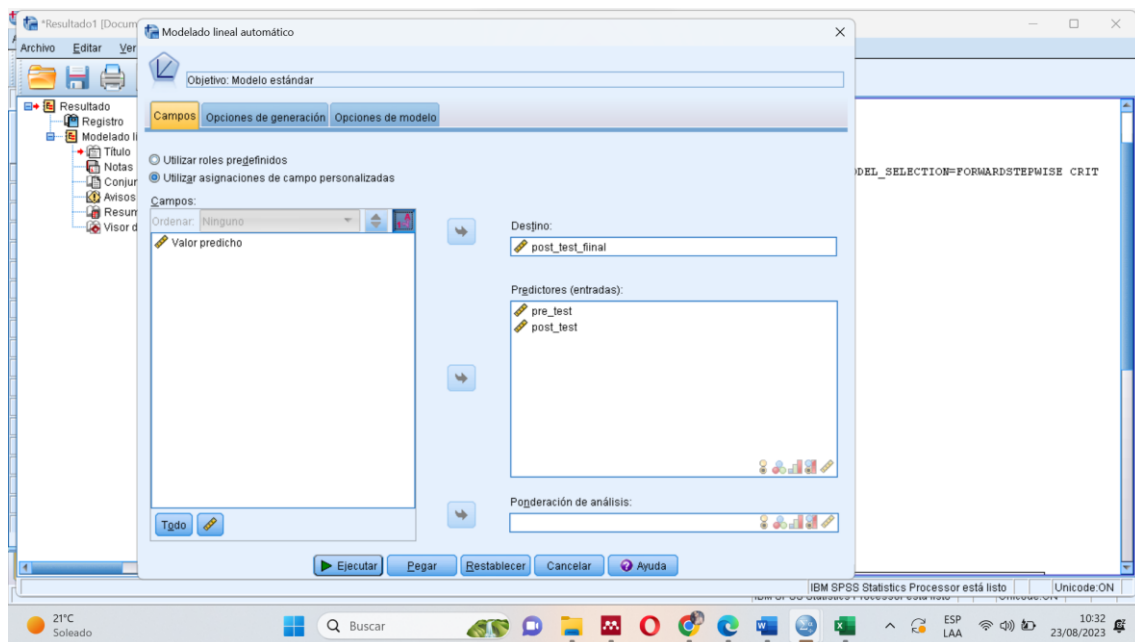 *Resultado1 [Docum
Modelado lineal automático
Archivo Editar Ver
Objetivo: Modelo estándar
Campos Opciones de generación Opciones de modelo
Resultado
Registro
Modelado li
Título
Notas
Conjur
Avisos
Resum
Visor d
Utilizar roles predefinidos
Utilizar asignaciones de campo personalizadas
Campos:
Ordenar: Ninguno
Valor predicho
Todo
Destino:
post_test_fiinal
Predictores (entradas):
pre_test
post_test
Ponderación de análisis:
Ejecutar Pegar Restablecer Cancelar Ayuda
DEL_SELECTION=FORWARDSTEPWISE CRIT
IBM SPSS Statistics Processor está listo Unicode:ON
21°C
Soleado
Buscar
ESP
LAA
10:32
23/08/2023